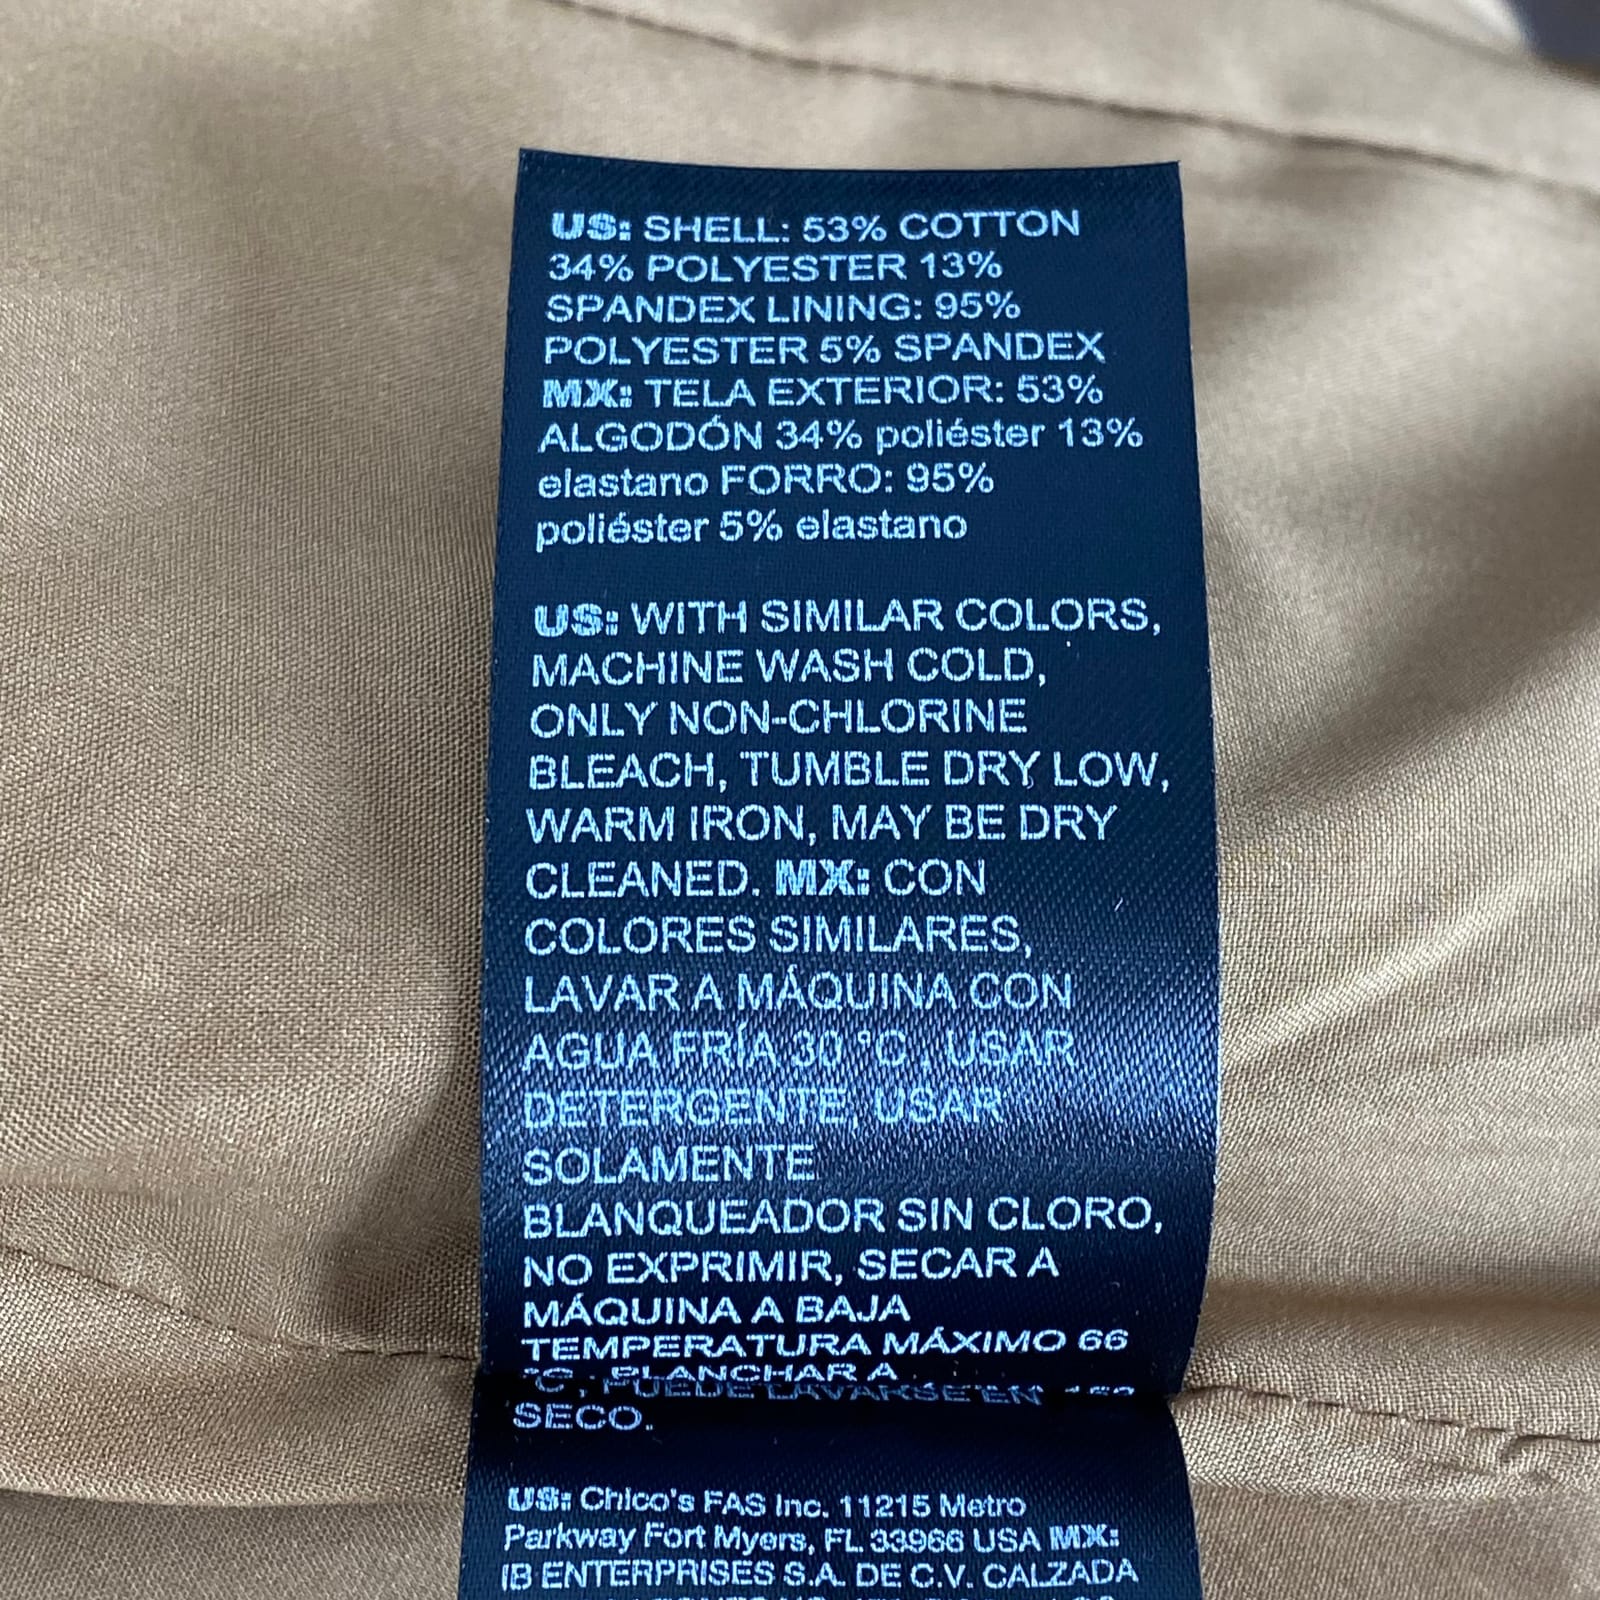 US: SHELL: 53% COTTON
34% POLYESTER 13%
SPANDEX LINING: 95%
POLYESTER 5% SPANDEX
MX: TELA EXTERIOR: 53%
ALGODÓN 34% poliéster 13%
elastano FORRO: 95%
poliéster 5% elastano
US: WITH SIMILAR COLORS,
MACHINE WASH COLD,
ONLY NON-CHLORINE
BLEACH, TUMBLE DRY LOW,
WARM IRON, MAY BE DRY
CLEANED. MX: CON
COLORES SIMILARES,
LAVAR A MÁQUINA CON
AGUA FRÍA 30 °C , USAR
DETERGENTE, USAR
SOLAMENTE
BLANQUEADOR SIN CLORO,
NO EXPRIMIR, SECAR A
MÁQUINA A BAJA
TEMPERATURA MÁXIMO 66
°C , PLANCHAR A
°C , PUEDE LAVARSE EN
SECO.
US: Chico's FAS Inc. 11215 Metro
Parkway Fort Myers, FL 33966 USA MX:
IB ENTERPRISES S.A. DE C.V. CALZADA